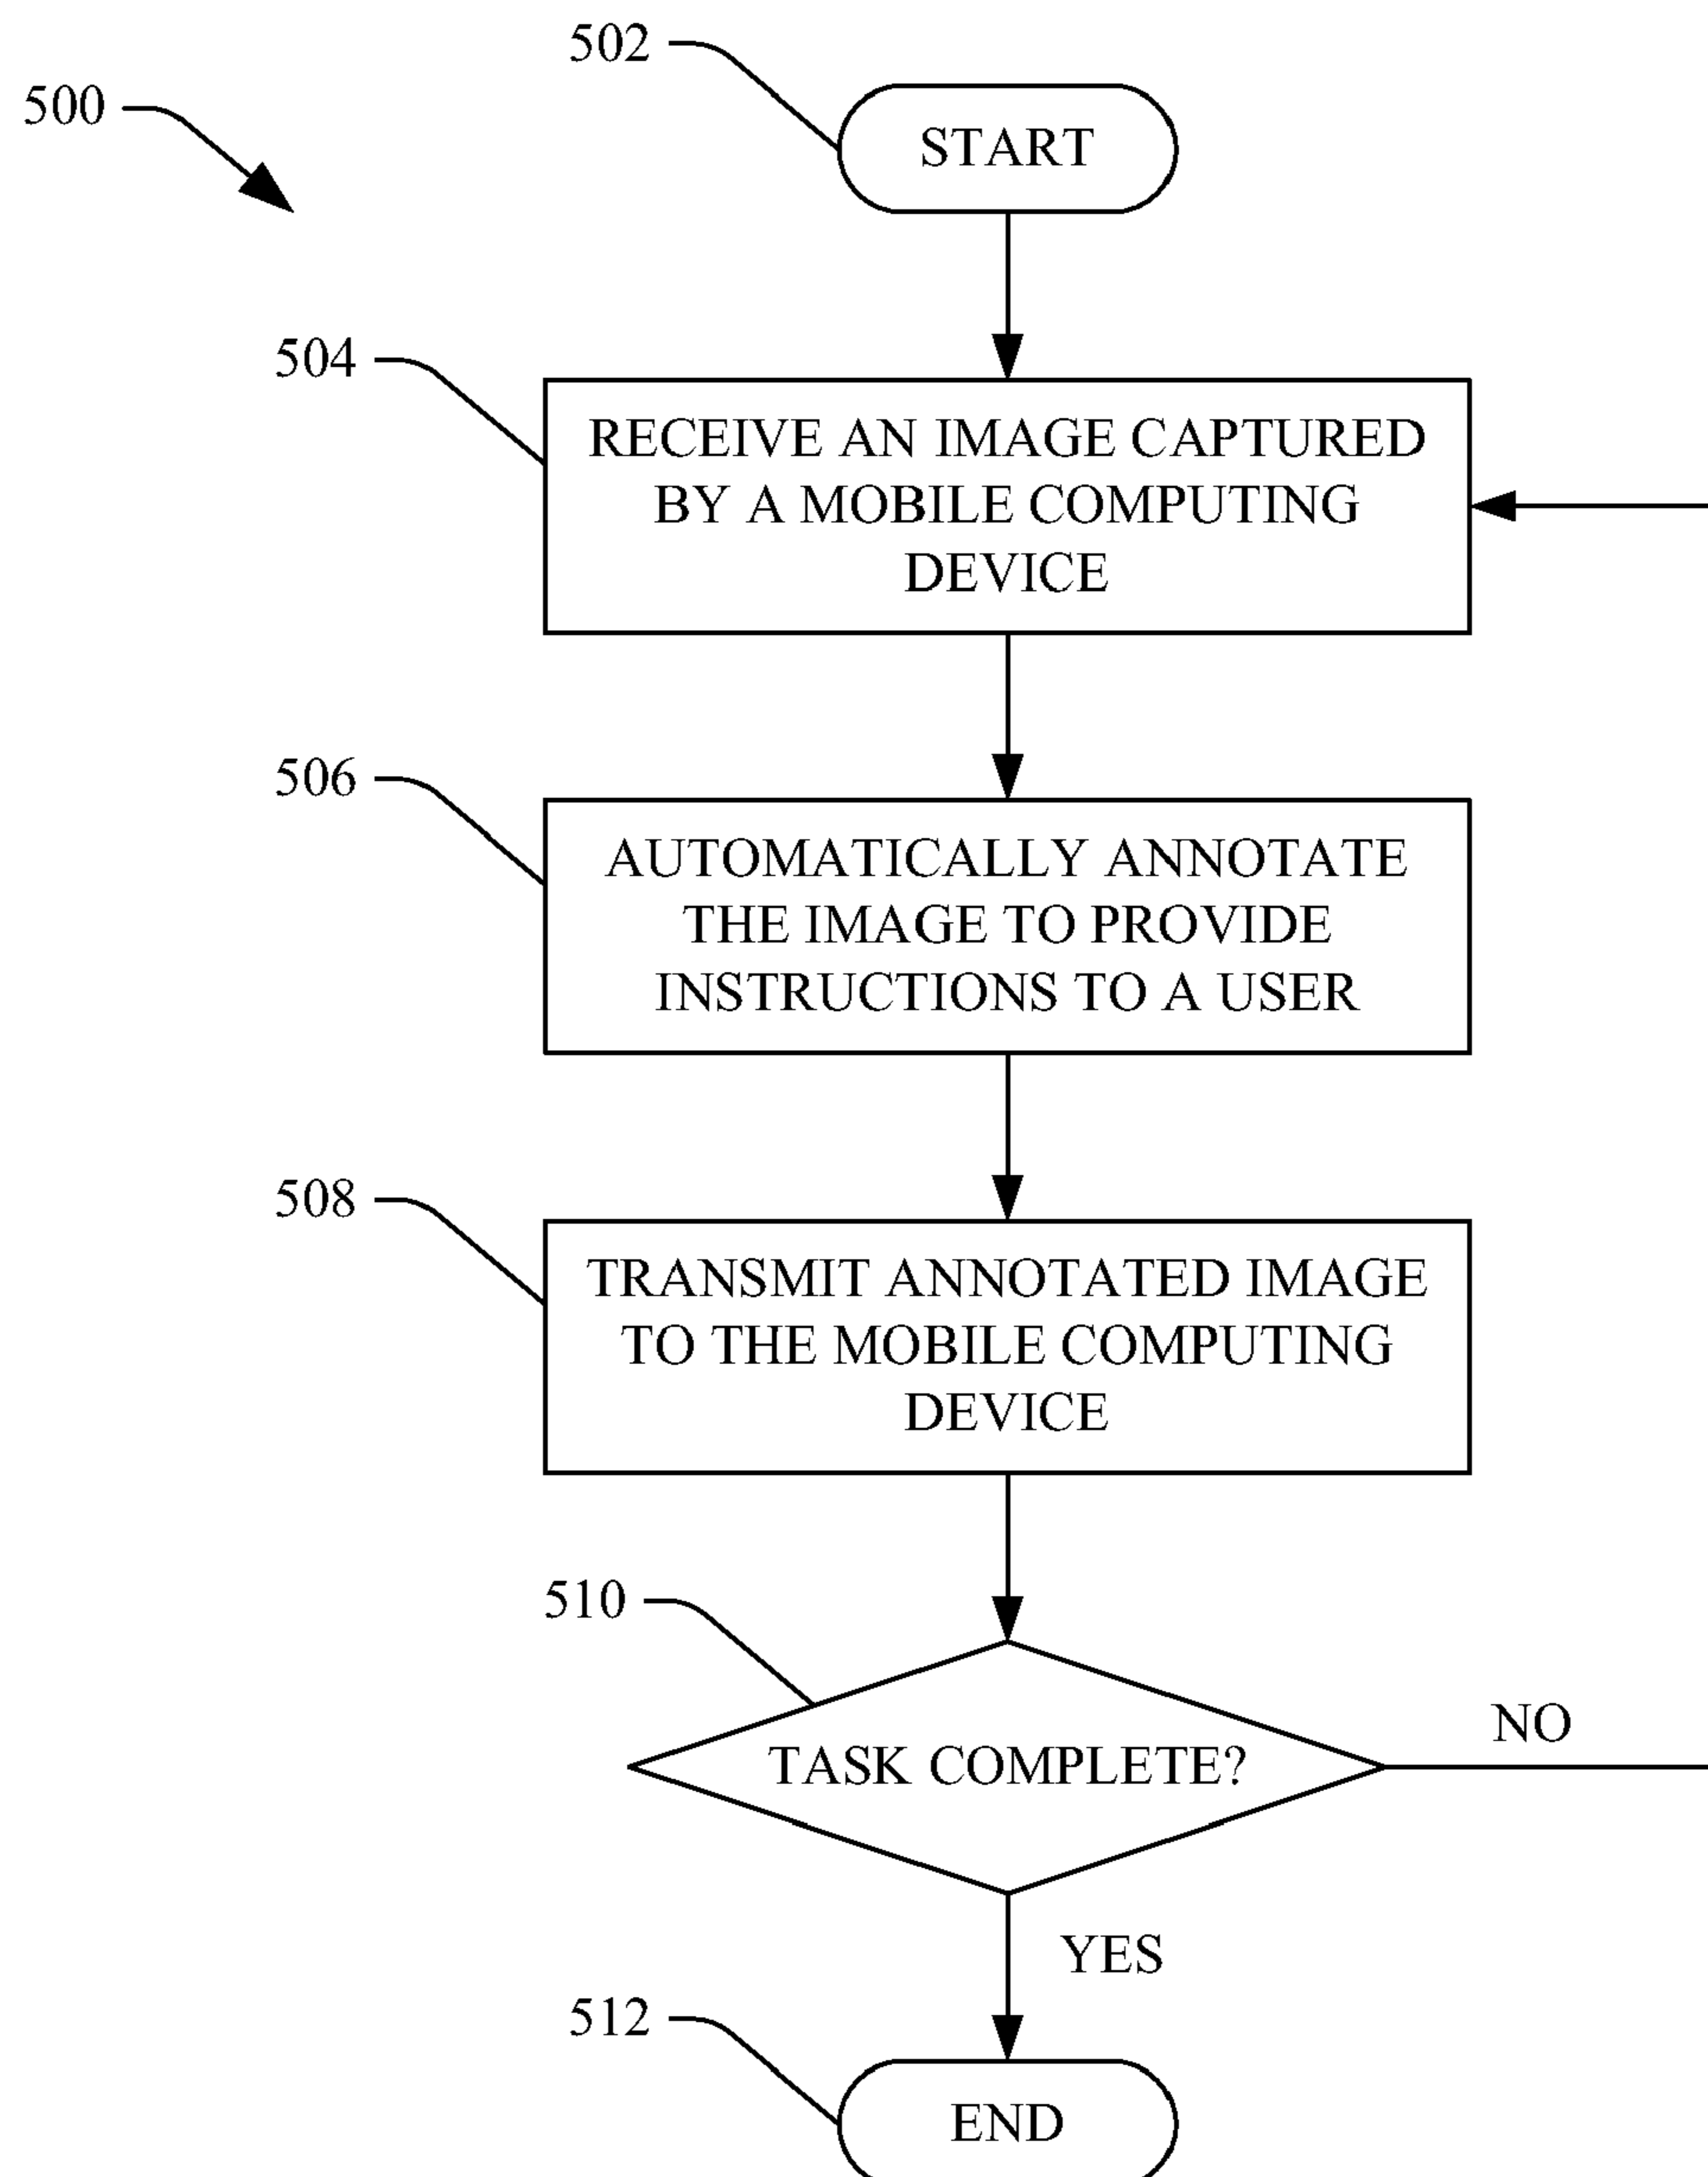 502
500
START
504
RECEIVE AN IMAGE CAPTURED
BY A MOBILE COMPUTING
DEVICE
506
AUTOMATICALLY ANNOTATE
THE IMAGE TO PROVIDE
INSTRUCTIONS TO A USER
508
TRANSMIT ANNOTATED IMAGE
TO THE MOBILE COMPUTING
DEVICE
510
TASK COMPLETE?
NO
YES
512
END